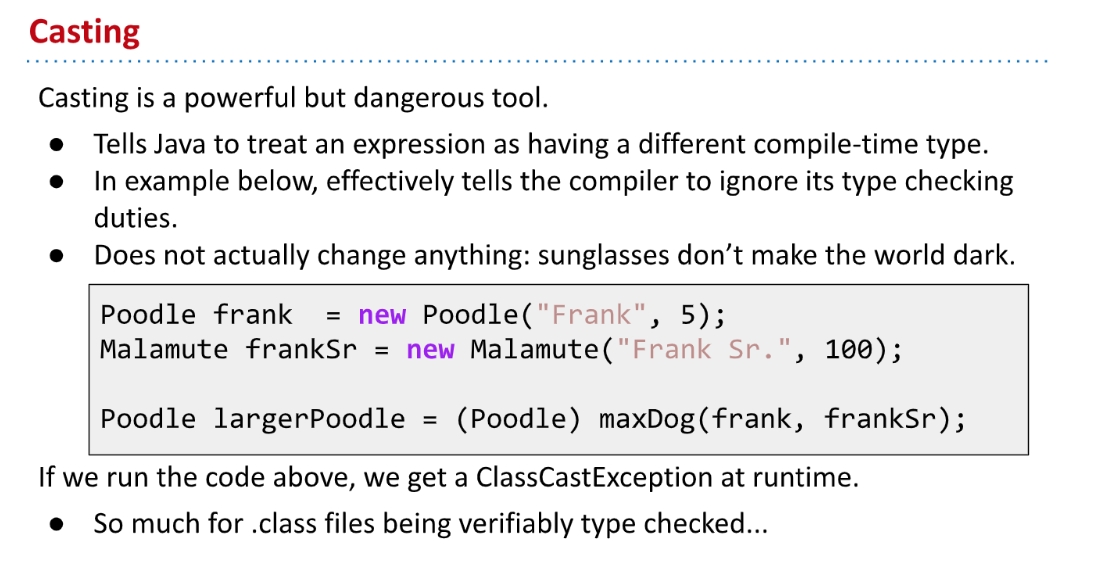 Casting
Casting is a powerful but dangerous tool.
● Tells Java to treat an expression as having a different compile-time type.
● In example below, effectively tells the compiler to ignore its type checking
duties.
● Does not actually change anything: sunglasses don’t make the world dark.
Poodle frank  = new Poodle("Frank", 5);
Malamute frankSr = new Malamute("Frank Sr.", 100);
Poodle largerPoodle = (Poodle) maxDog(frank, frankSr);
If we run the code above, we get a ClassCastException at runtime.
● So much for .class files being verifiably type checked...